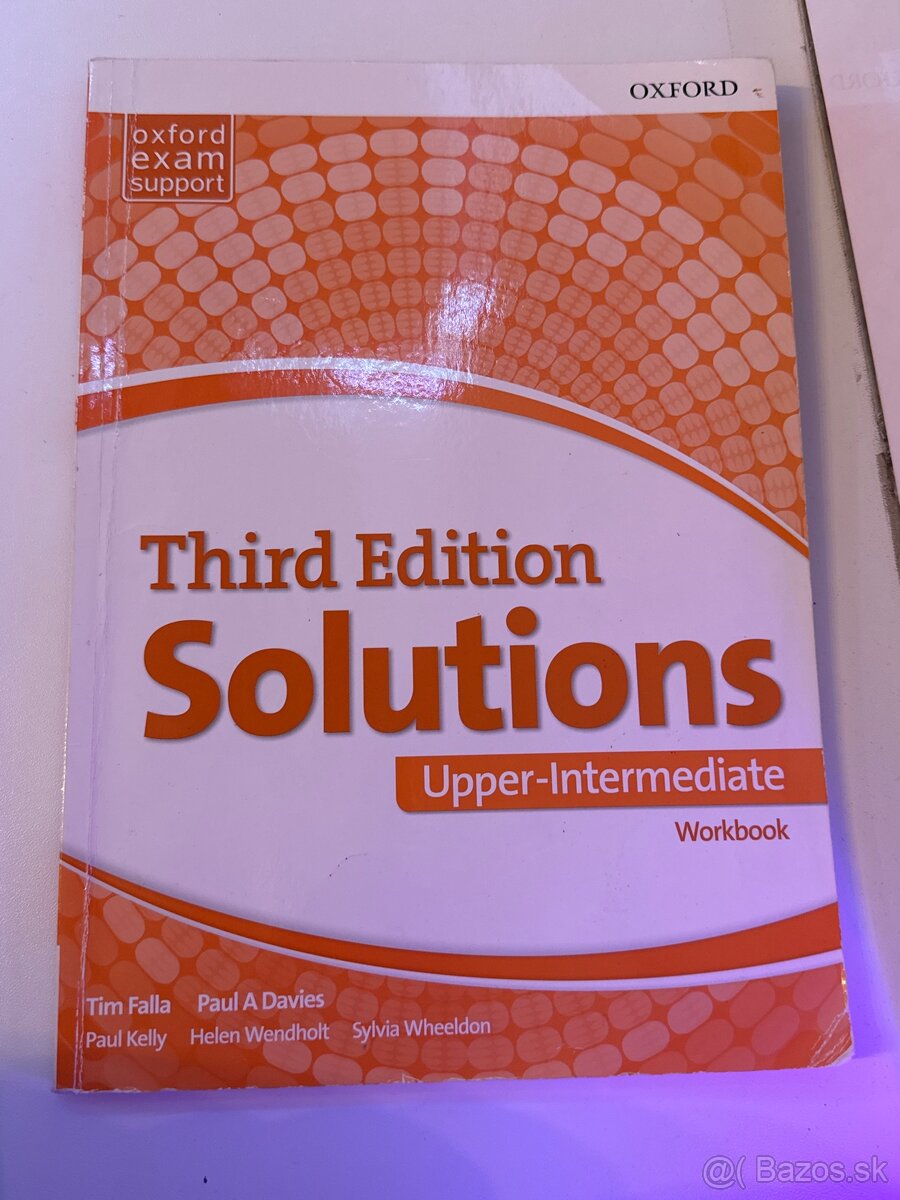 OXFORD
oxford
exam
support
Third Edition
Solutions
Upper-Intermediate
Workbook
Tim Falla Paul A Davies
Paul Kelly Helen Wendholt Sylvia Wheeldon
@( Bazos.sk